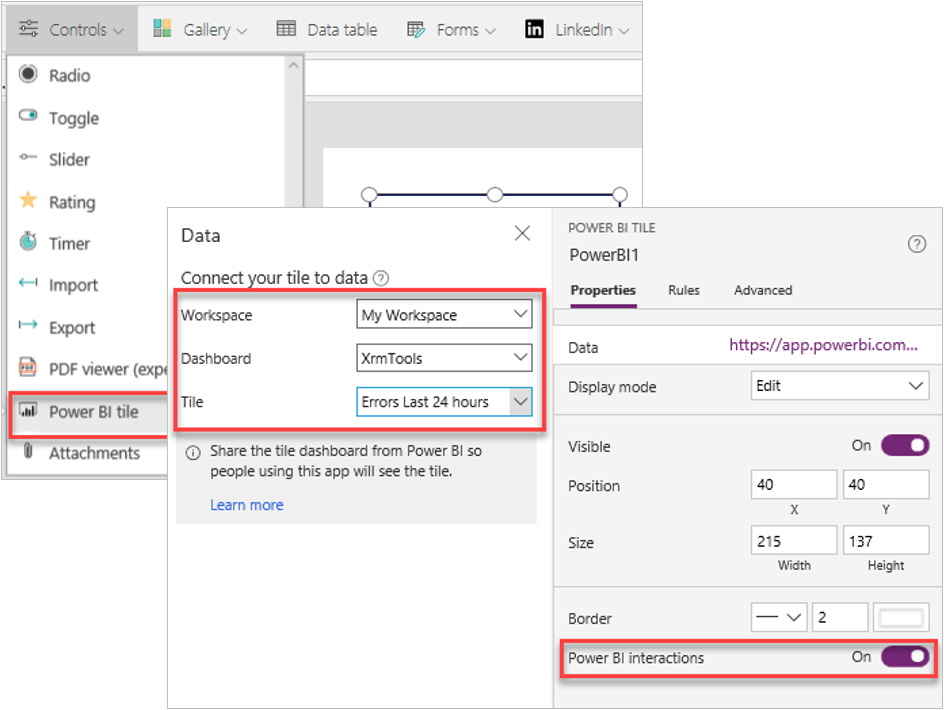 Controls Gallery Data table Forms LinkedIn
Radio
Toggle
Slider
Rating
Timer
Import
Export
PDF viewer (expe
Power BI tile
Attachments
Data
Connect your tile to data ?
Workspace My Workspace
Dashboard XrmTools
Tile Errors Last 24 hours
Share the tile dashboard from Power BI so
people using this app will see the tile.
Learn more
POWER BI TILE
PowerBI1
?
Properties Rules Advanced
Data https://app.powerbi.com...
Display mode Edit
Visible On
Position 40 40
X Y
Size 215 137
Width Height
Border 2
Power BI interactions On